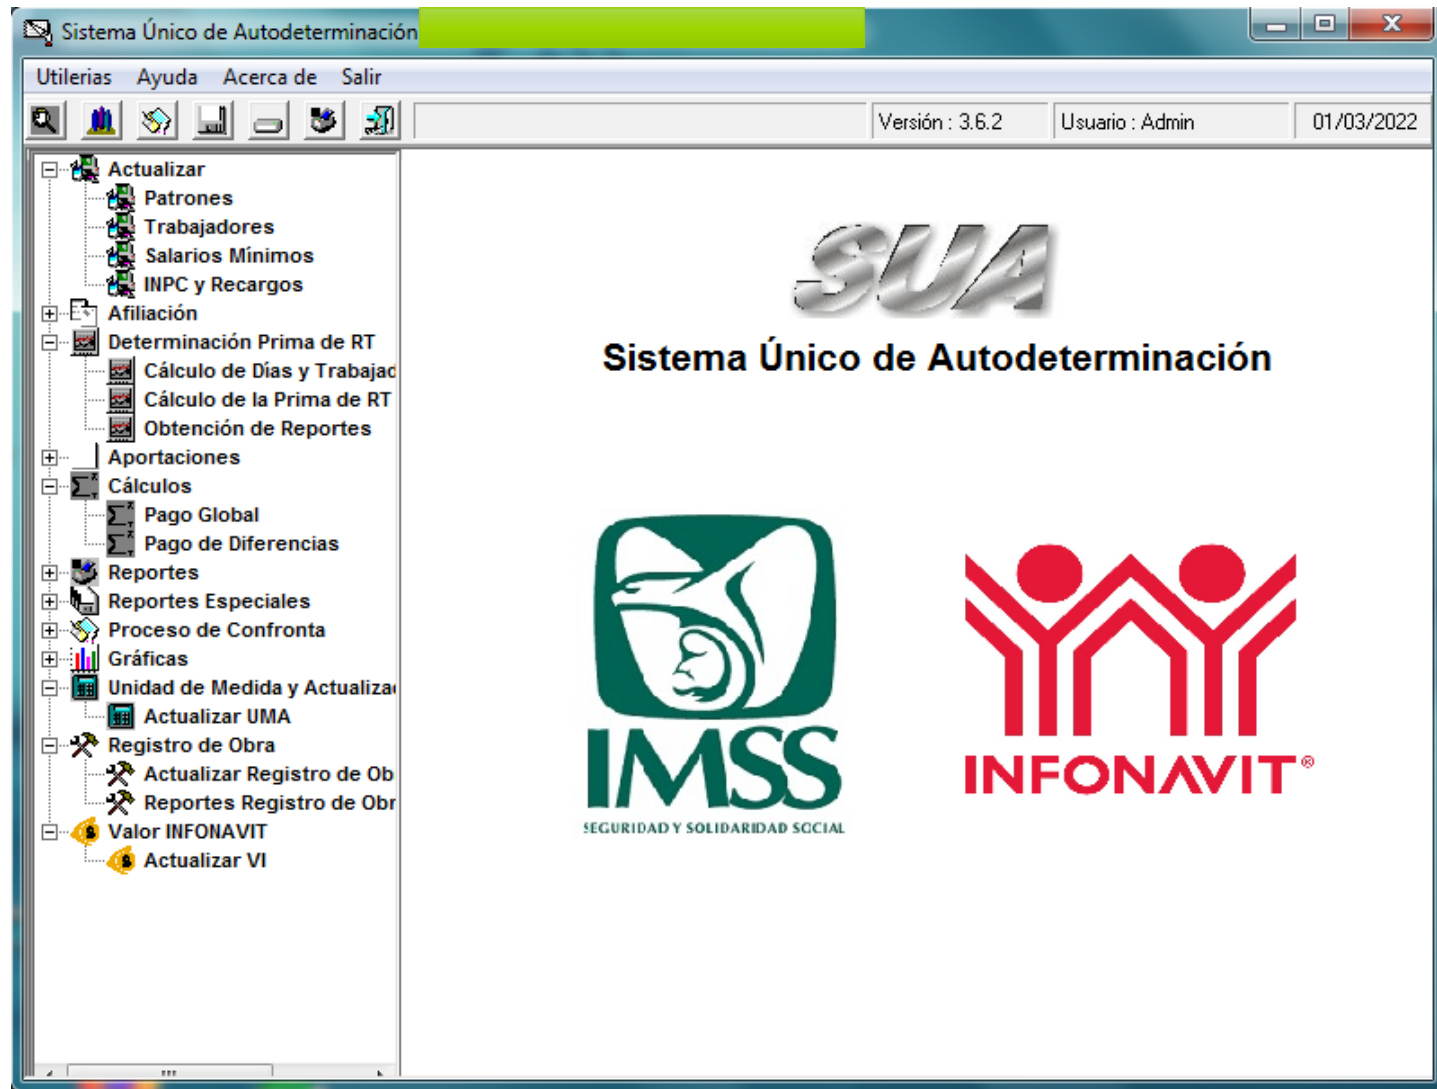 Sistema Único de Autodeterminación
Utilerias Ayuda Acerca de Salir
Versión : 3.6.2 Usuario : Admin 01/03/2022
Actualizar
Patrones
Trabajadores
Salarios Mínimos
INPC y Recargos
Afiliación
Determinación Prima de RT
Cálculo de Días y Trabajad
Cálculo de la Prima de RT
Obtención de Reportes
Aportaciones
Cálculos
Pago Global
Pago de Diferencias
Reportes
Reportes Especiales
Proceso de Confronta
Gráficas
Unidad de Medida y Actualiza
Actualizar UMA
Registro de Obra
Actualizar Registro de Ob
Reportes Registro de Obr
Valor INFONAVIT
Actualizar VI
SUA
Sistema Único de Autodeterminación
IMSS
SEGURIDAD Y SOLIDARIDAD SOCIAL
INFONAVIT®